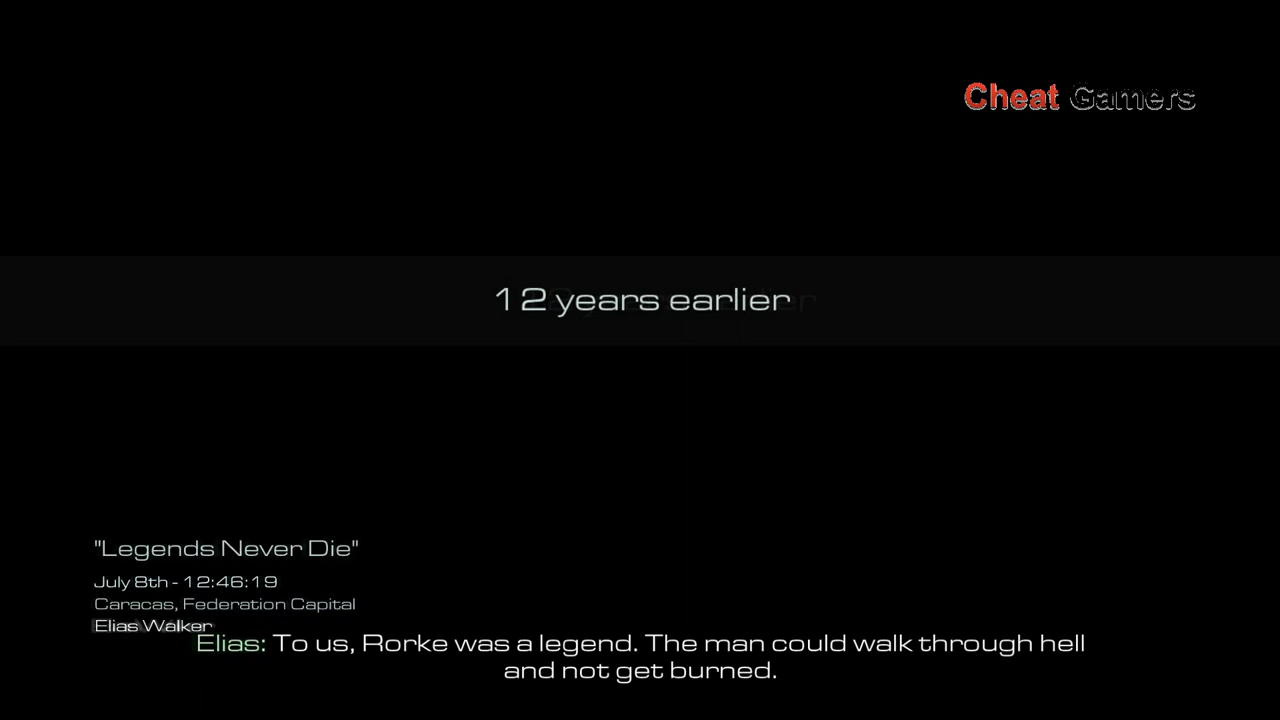 Cheat Gamers
12 years earlier
"Legends Never Die"
July 8th - 12:46:19
Caracas, Federation Capital
Elias Walker
Elias: To us, Rorke was a legend. The man could walk through hell
and not get burned.